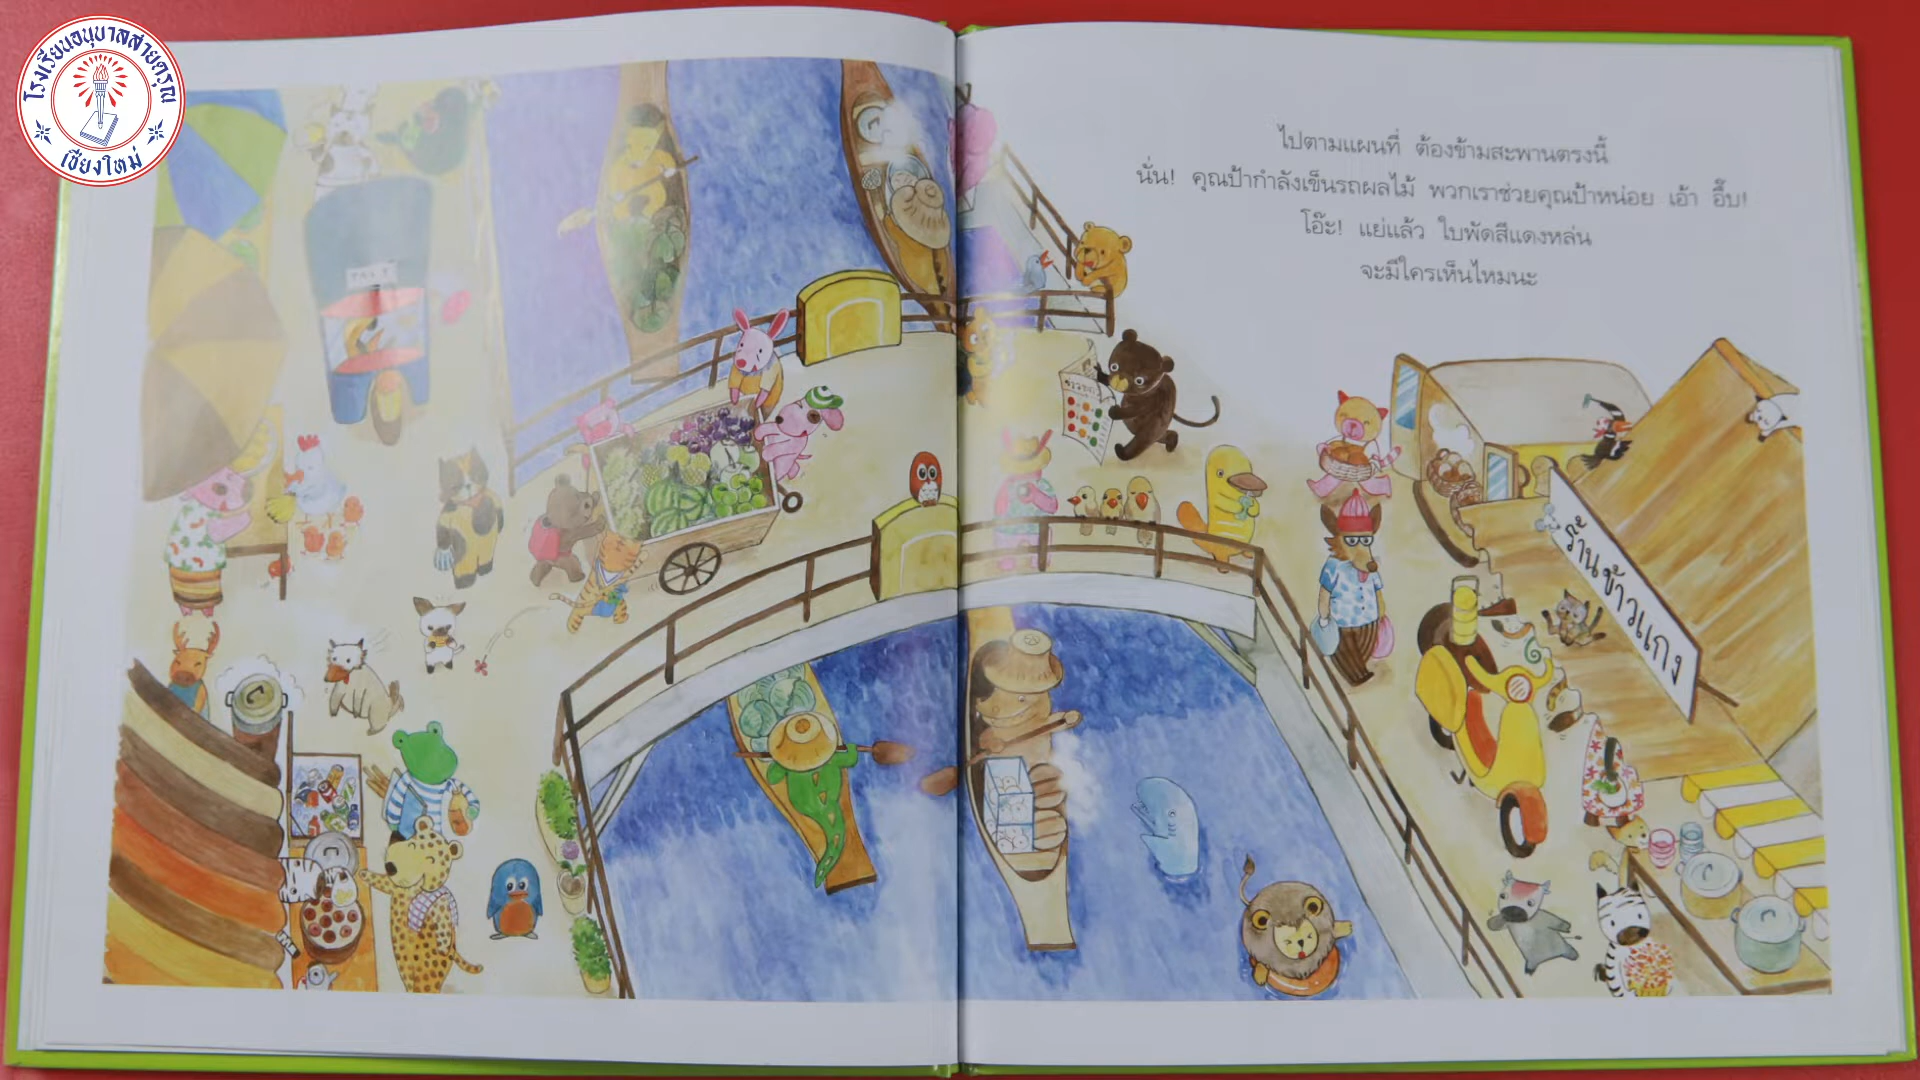 โรงเรียนอนุบาลสายอรุณ
เชียงใหม่
ไปตามแผนที่ ต้องข้ามสะพานตรงนี้
นั่น! คุณป้ากำลังเข็นรถผลไม้ พวกเราช่วยคุณป้าหน่อย เอ้า อึ๊บ!
โอ๊ะ! แย่แล้ว ใบพัดสีแดงหล่น
จะมีใครเห็นไหมนะ
ร้านข้าวแกง